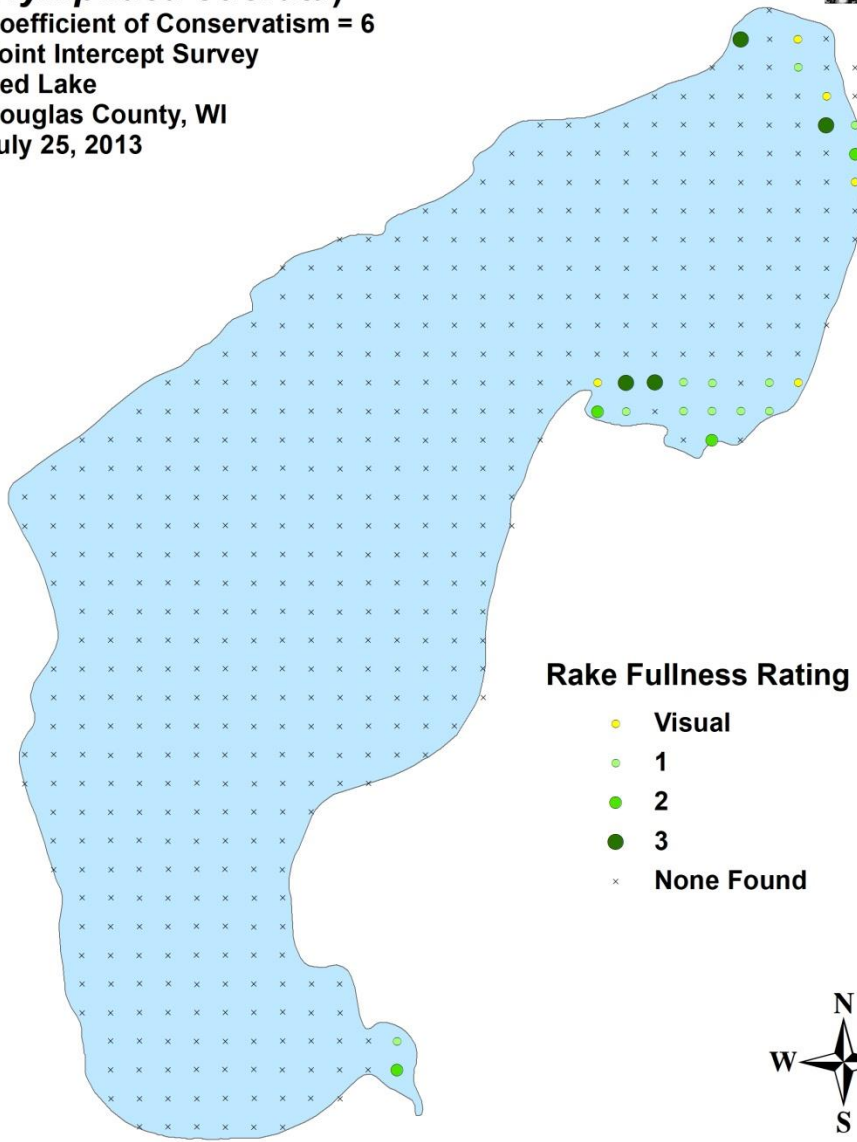 oefficient of Conservatism = 6
oint Intercept Survey
ed Lake
ouglas County, WI
uly 25, 2013
Rake Fullness Rating
Visual
1
2
3
None Found
N
W
S